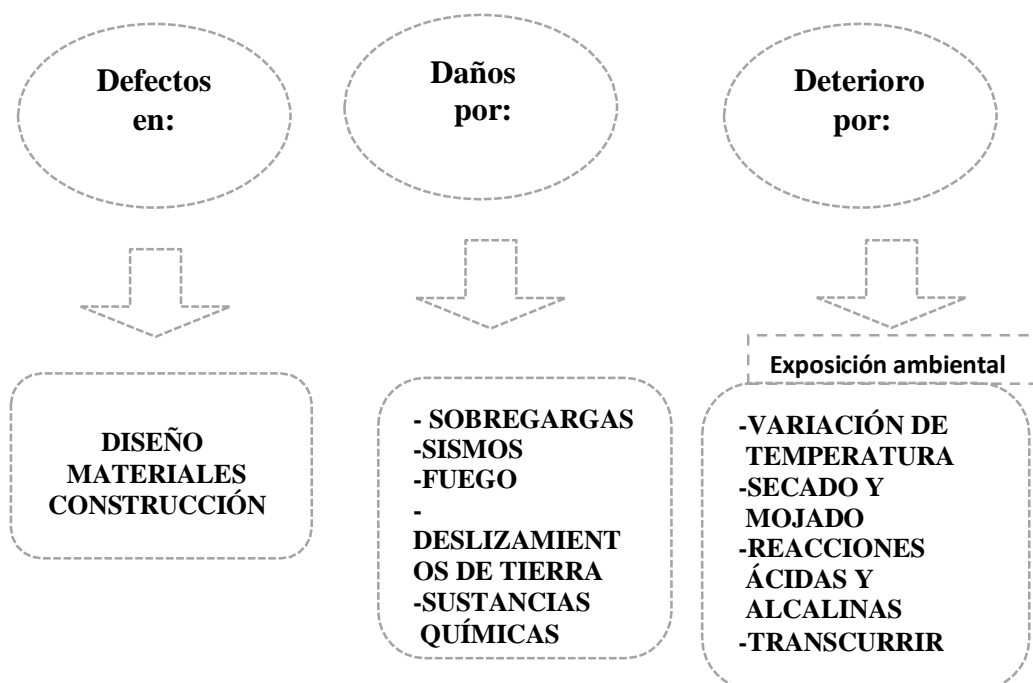 Defectos
en:
Daños
por:
Deterioro
por:
DISEÑO
MATERIALES
CONSTRUCCIÓN
- SOBREGARGAS
-SISMOS
-FUEGO
-
DESLIZAMIENT
OS DE TIERRA
-SUSTANCIAS
QUÍMICAS
Exposición ambiental
-VARIACIÓN DE
TEMPERATURA
-SECADO Y
MOJADO
-REACCIONES
ÁCIDAS Y
ALCALINAS
-TRANSCURRIR